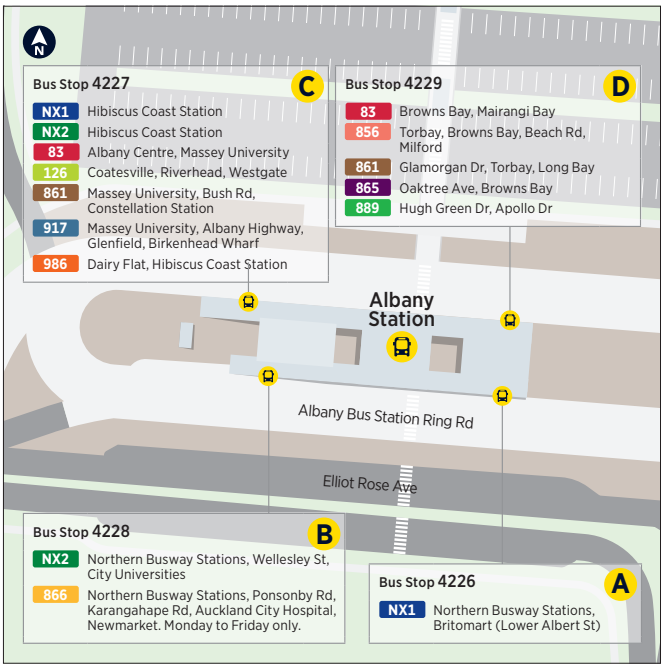 N
Bus Stop 4227
C
NX1 Hibiscus Coast Station
NX2 Hibiscus Coast Station
83 Albany Centre, Massey University
126 Coatesville, Riverhead, Westgate
861 Massey University, Bush Rd,
Constellation Station
917 Massey University, Albany Highway,
Glenfield, Birkenhead Wharf
986 Dairy Flat, Hibiscus Coast Station
Bus Stop 4229
D
83 Browns Bay, Mairangi Bay
856 Torbay, Browns Bay, Beach Rd,
Milford
861 Glamorgan Dr, Torbay, Long Bay
865 Oaktree Ave, Browns Bay
889 Hugh Green Dr, Apollo Dr
Albany
Station
Albany Bus Station Ring Rd
Elliot Rose Ave
Bus Stop 4228
B
NX2 Northern Busway Stations, Wellesley St,
City Universities
866 Northern Busway Stations, Ponsonby Rd,
Karangahape Rd, Auckland City Hospital,
Newmarket. Monday to Friday only.
Bus Stop 4226
A
NX1 Northern Busway Stations,
Britomart (Lower Albert St)